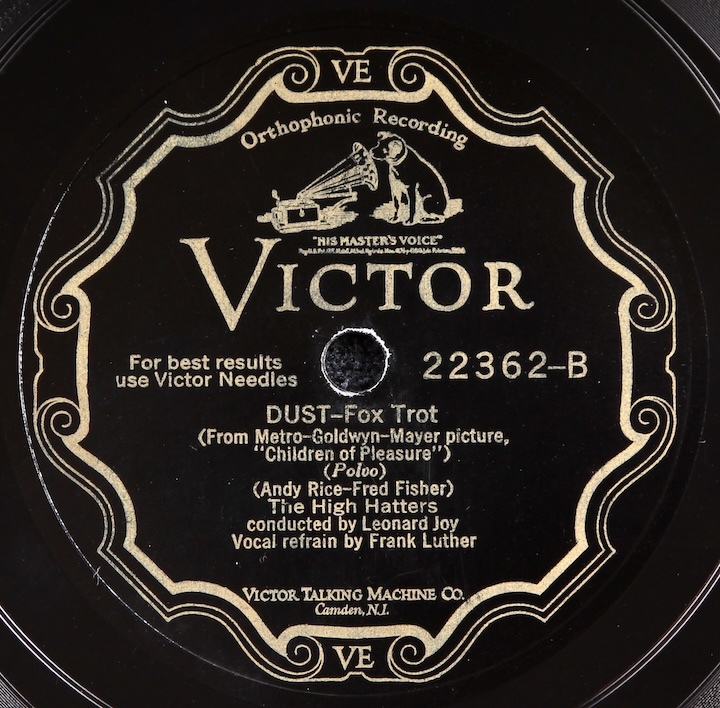 VE
Orthophonic Recording
"HIS MASTER'S VOICE"
VICTOR
For best results
use Victor Needles
22362-B
DUST-Fox Trot
(From Metro-Goldwyn-Mayer picture,
"Children of Pleasure")
(Polvo)
(Andy Rice-Fred Fisher)
The High Hatters
conducted by Leonard Joy
Vocal refrain by Frank Luther
VICTOR TALKING MACHINE CO.
Camden, N.J.
VE